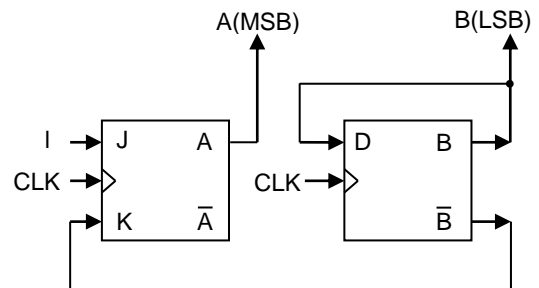 A(MSB) B(LSB)
I J A D B
CLK CLK
K A̅ B̅